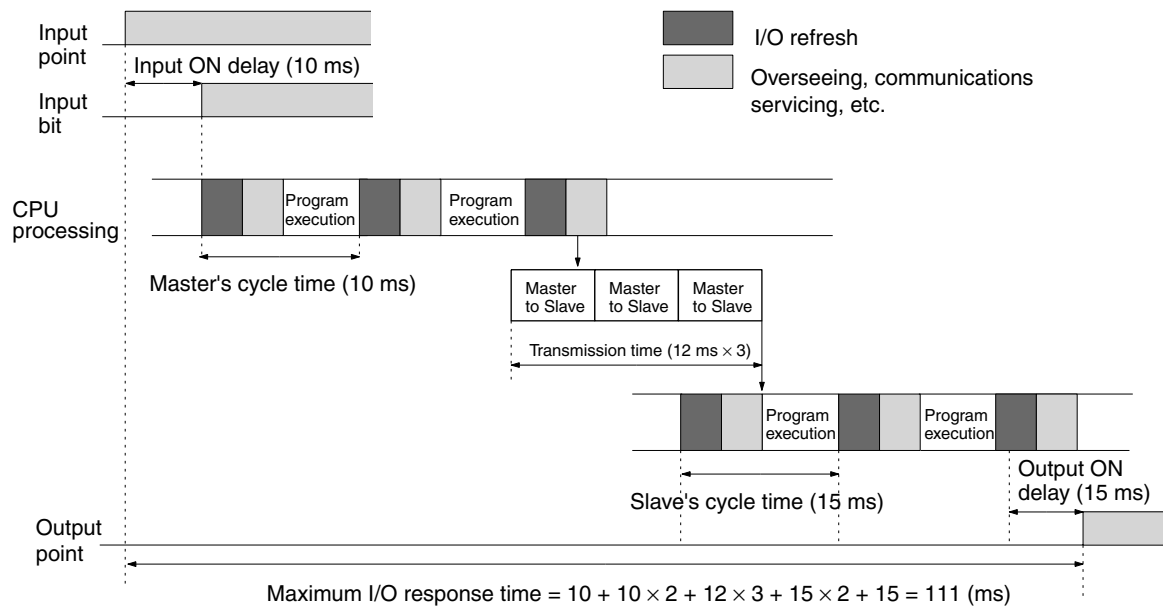 Input
point
I/O refresh
Input ON delay (10 ms)
Overseeing, communications
servicing, etc.
Input
bit
CPU
processing
Program
execution
Program
execution
Master's cycle time (10 ms)
Master
to Slave
Master
to Slave
Master
to Slave
Transmission time (12 ms × 3)
Program
execution
Program
execution
Slave's cycle time (15 ms)
Output ON
delay (15 ms)
Output
point
Maximum I/O response time = 10 + 10 × 2 + 12 × 3 + 15 × 2 + 15 = 111 (ms)